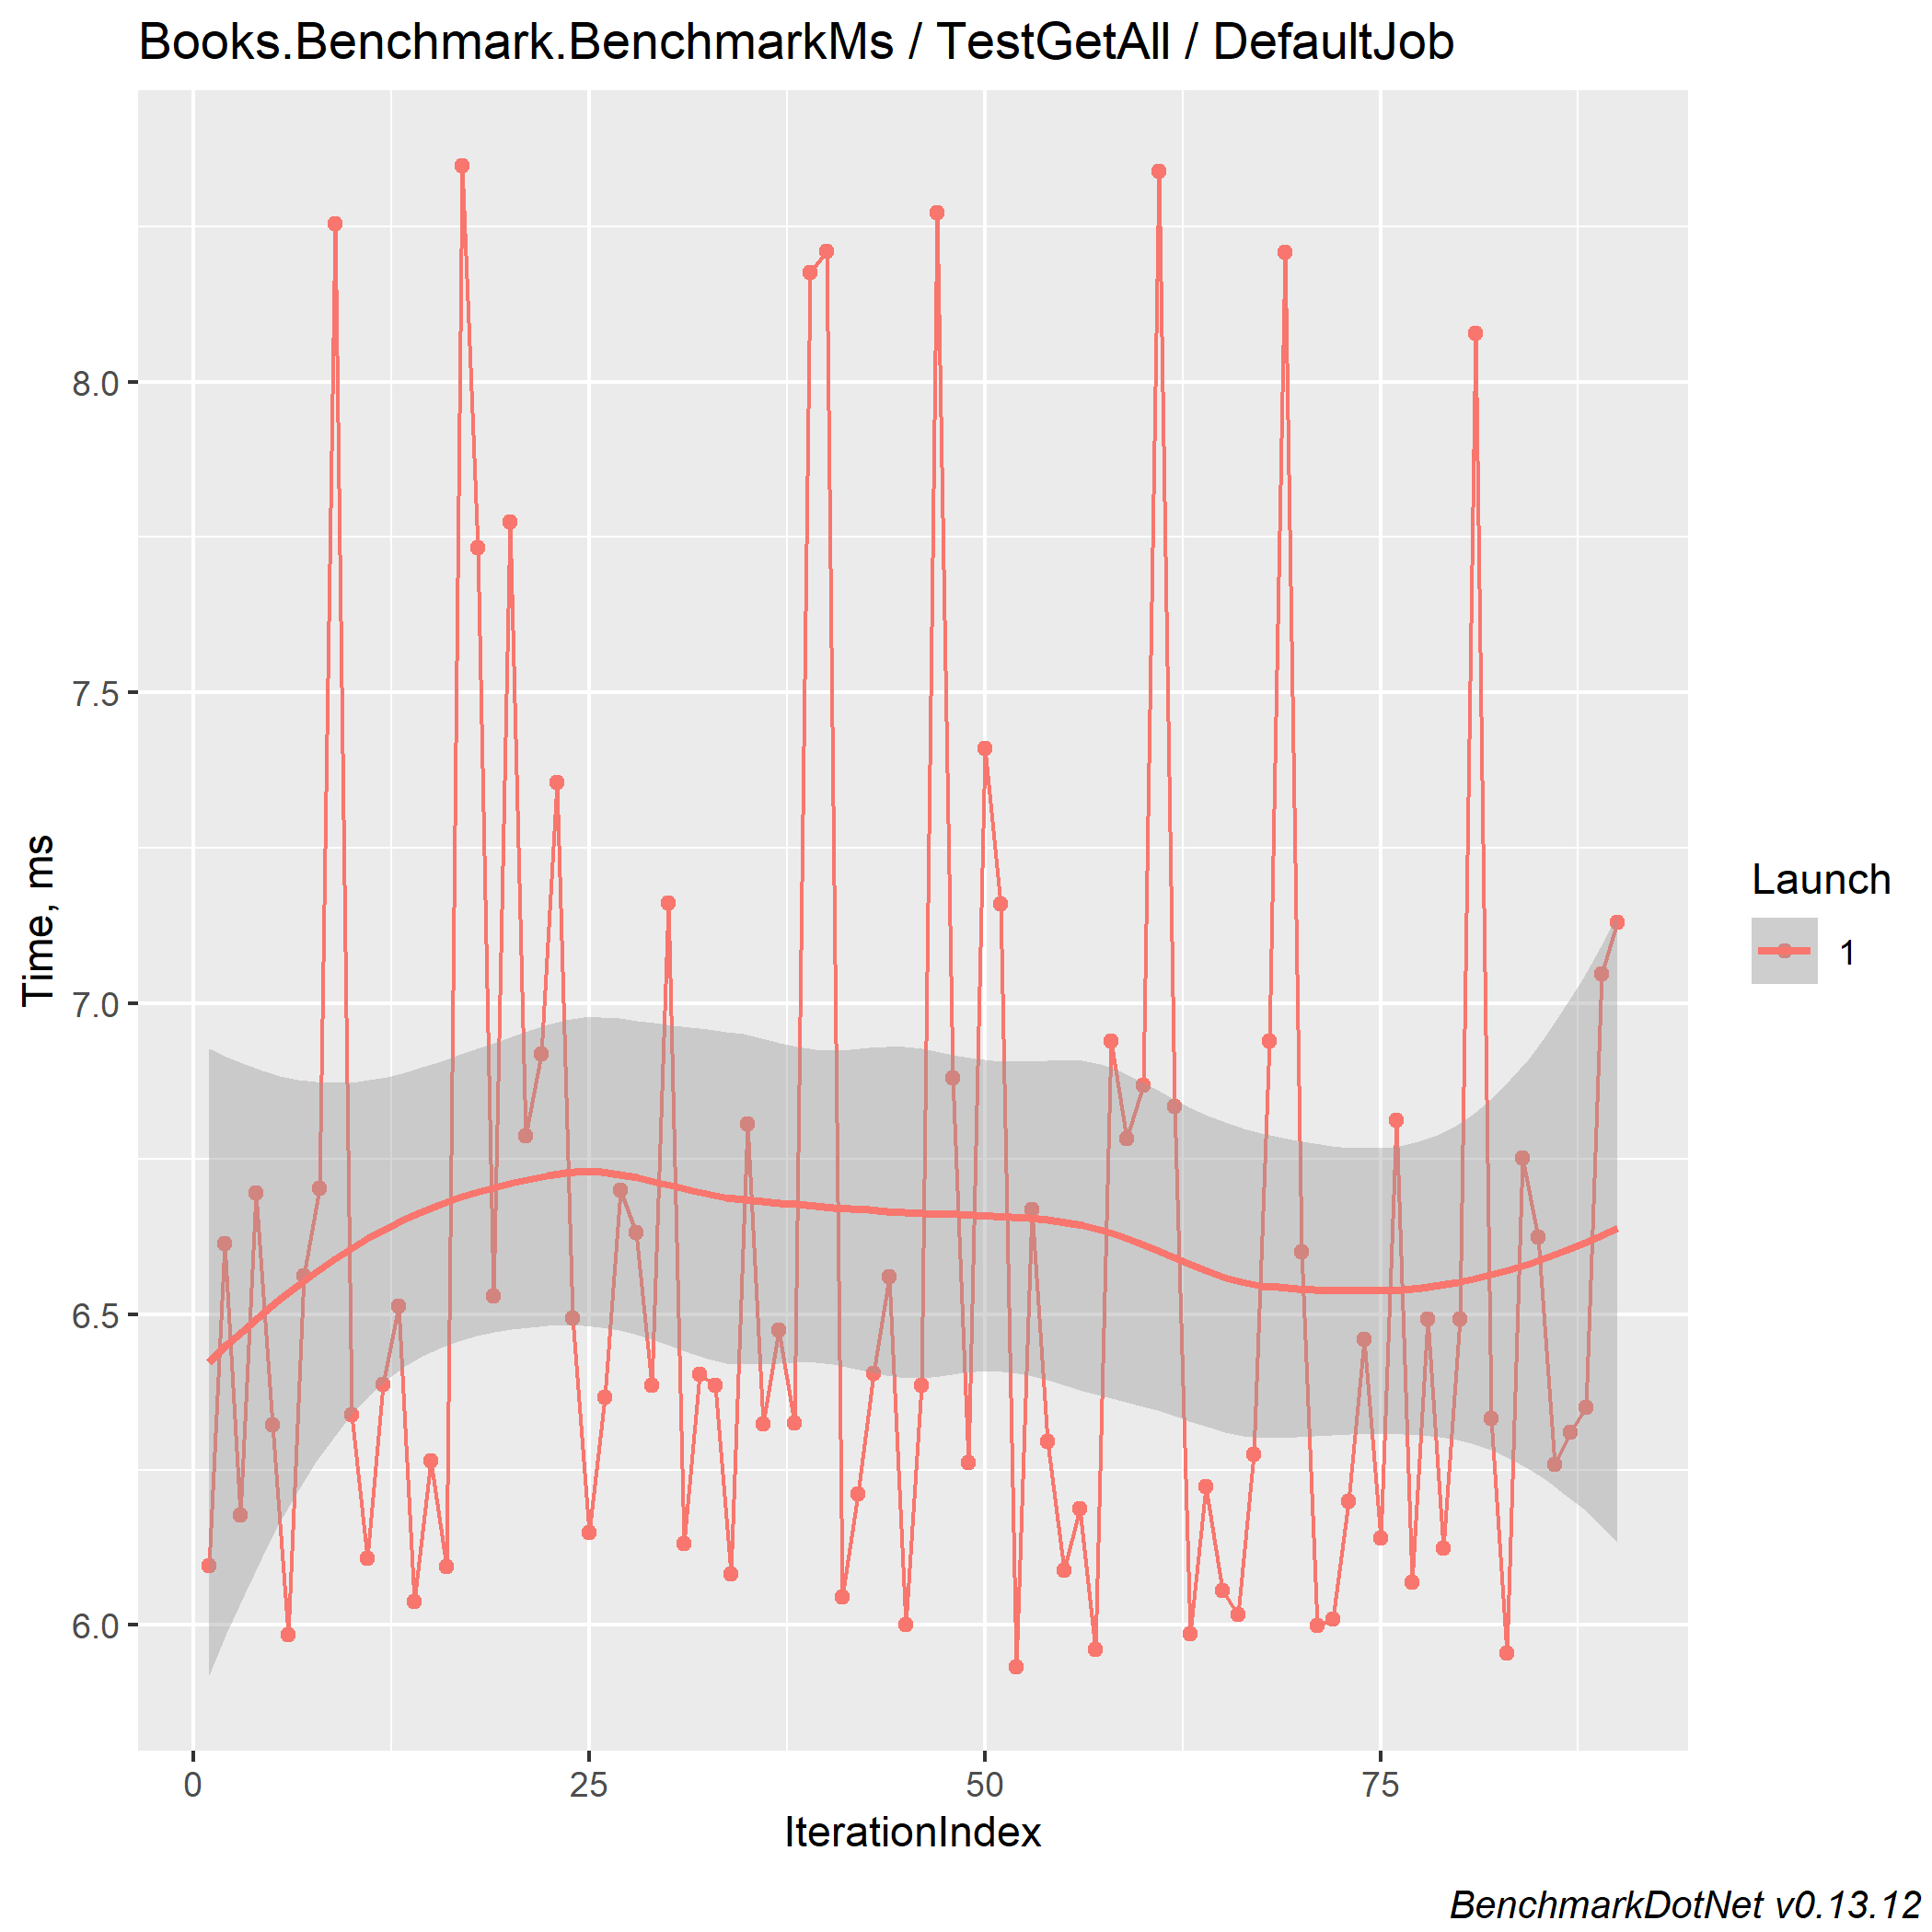 Books.Benchmark.BenchmarkMs / TestGetAll / DefaultJob
Time, ms
8.0
7.5
7.0
6.5
6.0
0 25 50 75
IterationIndex
Launch
1
BenchmarkDotNet v0.13.12